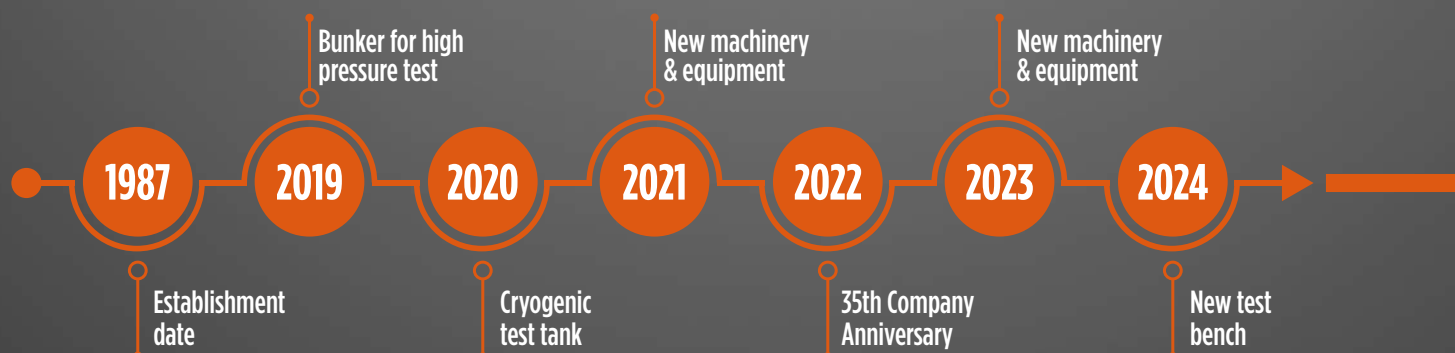 Bunker for high
pressure test
New machinery
& equipment
New machinery
& equipment
1987
2019
2020
2021
2022
2023
2024
Establishment
date
Cryogenic
test tank
35th Company
Anniversary
New test
bench